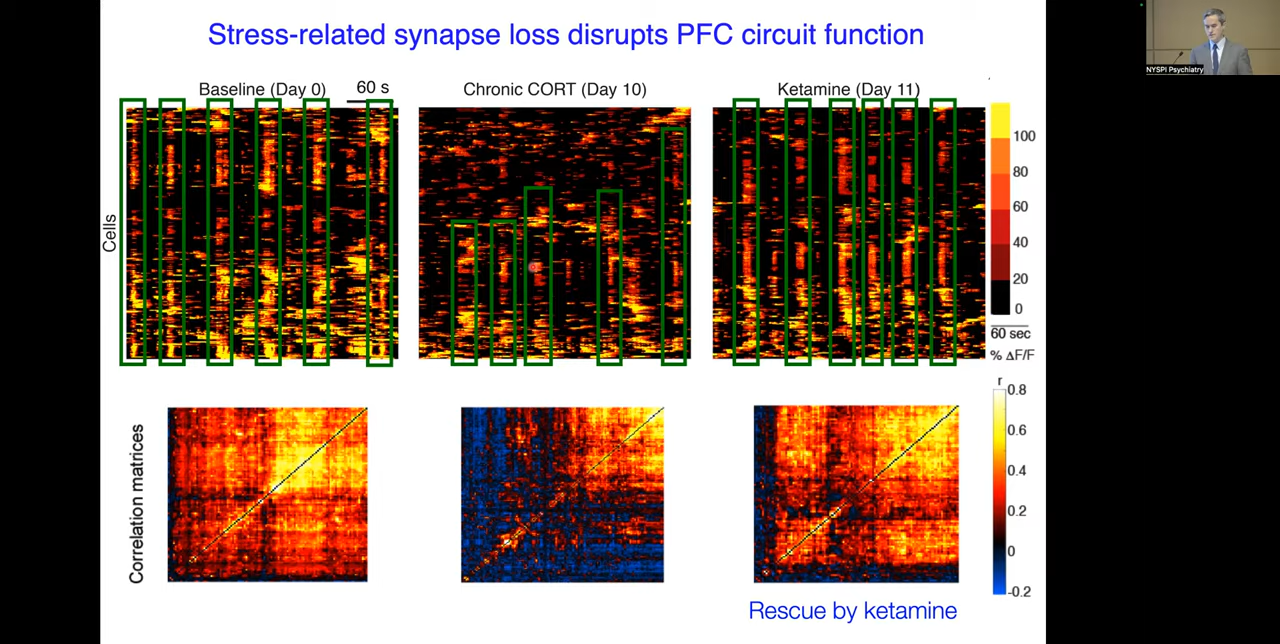 Stress-related synapse loss disrupts PFC circuit function
NYSPI Psychiatry
Baseline (Day 0)
60 s
Chronic CORT (Day 10)
Ketamine (Day 11)
Cells
100
80
60
40
20
0
60 sec
% ΔF/F
Correlation matrices
r
0.8
0.6
0.4
0.2
0
-0.2
Rescue by ketamine